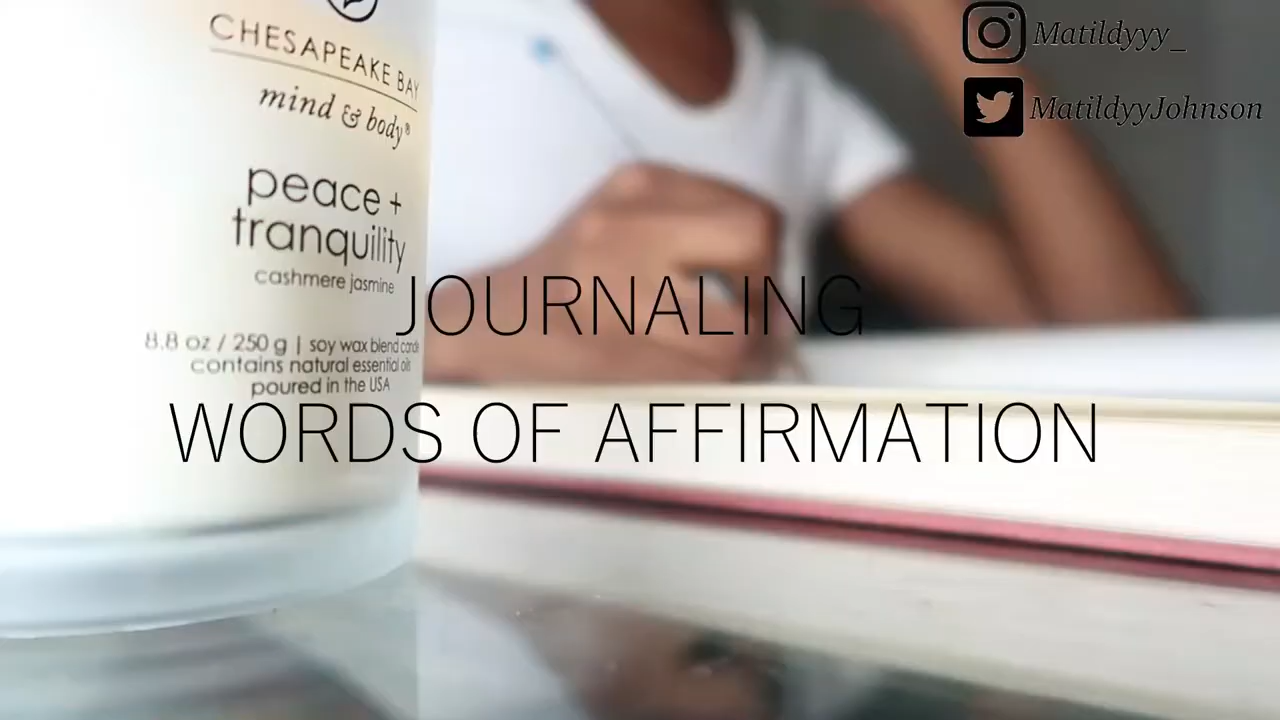 Matildyyy_
MatildyyJohnson
CHESAPEAKE BAY
mind & body®
peace +
tranquility
cashmere jasmine
8.8 oz / 250 g | soy wax blend candle
contains natural essential oils
poured in the USA
JOURNALING
WORDS OF AFFIRMATION